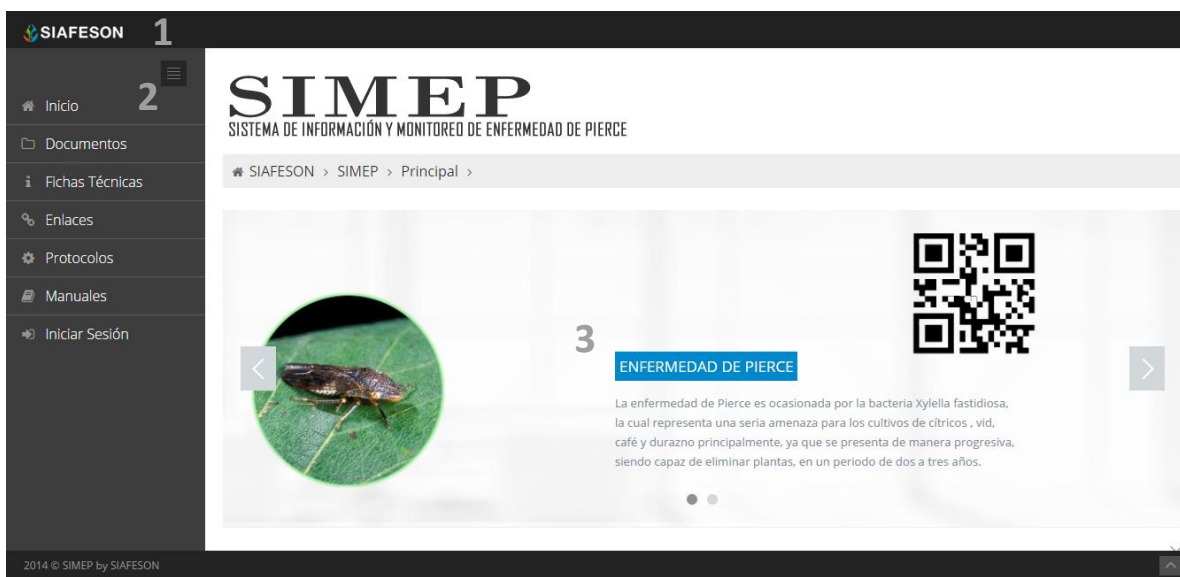 SIAFESON
1
2
Inicio
Documentos
Fichas Técnicas
Enlaces
Protocolos
Manuales
Iniciar Sesión
SIMEP
SISTEMA DE INFORMACIÓN Y MONITOREO DE ENFERMEDAD DE PIERCE
SIAFESON > SIMEP > Principal >
3
ENFERMEDAD DE PIERCE
La enfermedad de Pierce es ocasionada por la bacteria Xylella fastidiosa,
la cual representa una seria amenaza para los cultivos de cítricos , vid,
café y durazno principalmente, ya que se presenta de manera progresiva,
siendo capaz de eliminar plantas, en un periodo de dos a tres años.
2014 © SIMEP by SIAFESON